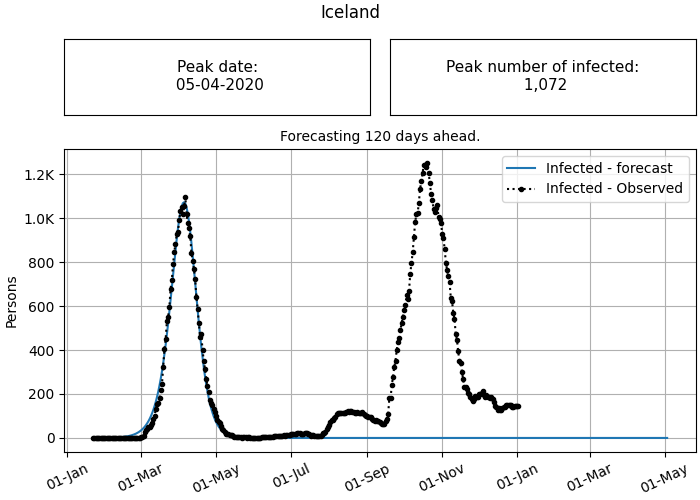 Iceland
Peak date:
05-04-2020
Peak number of infected:
1,072
Forecasting 120 days ahead.
Infected - forecast
Infected - Observed
1.2K
1.0K
800
600
400
200
0
Persons
01-Jan
01-Mar
01-May
01-Jul
01-Sep
01-Nov
01-Jan
01-Mar
01-May